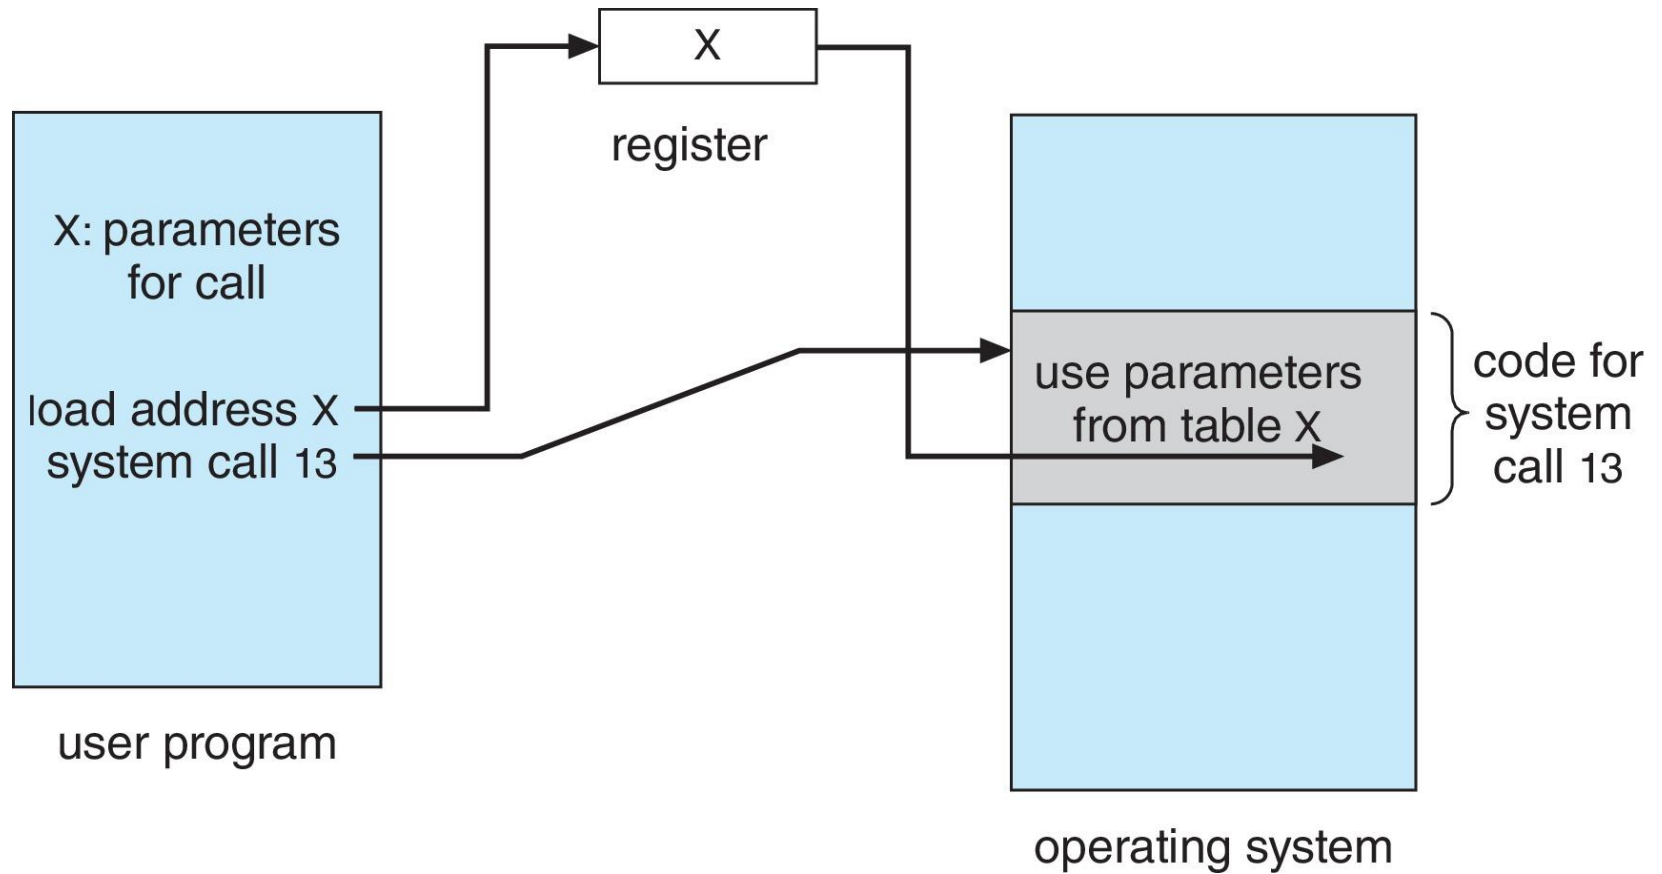 X
register
X: parameters
for call
load address X
system call 13
user program
use parameters
from table X
code for
system
call 13
operating system